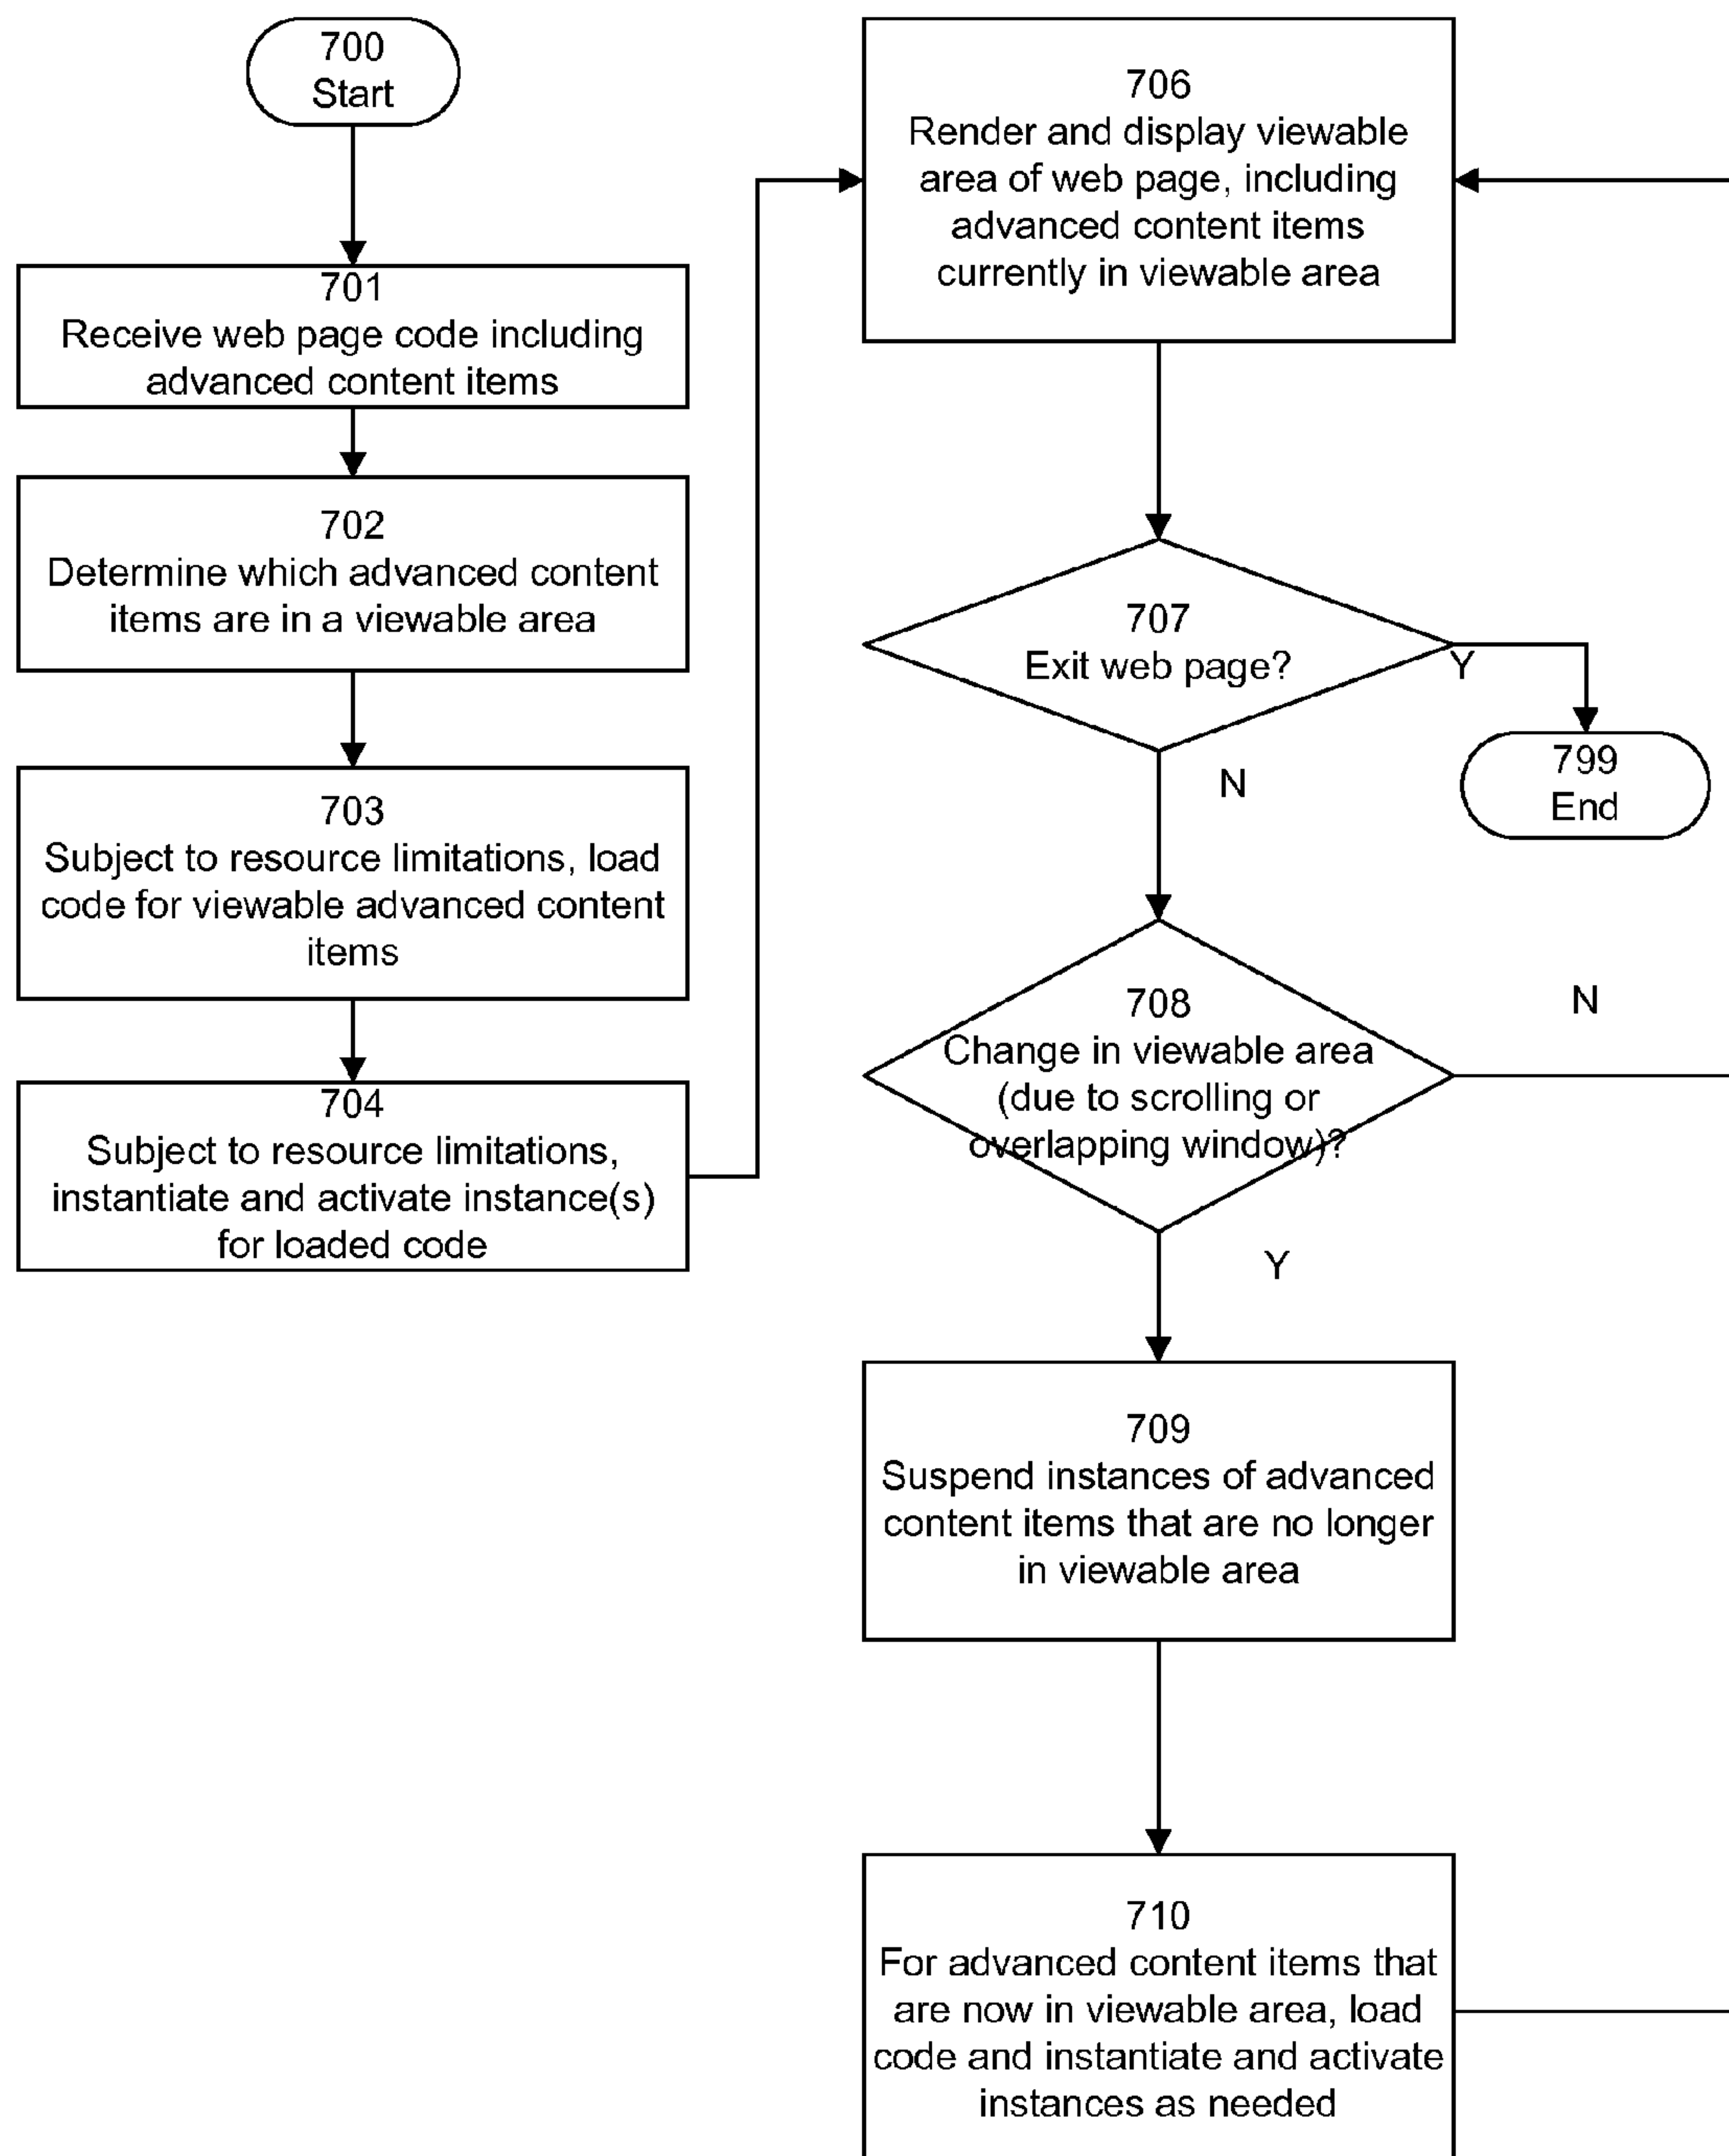 700
Start
701
Receive web page code including
advanced content items
702
Determine which advanced content
items are in a viewable area
703
Subject to resource limitations, load
code for viewable advanced content
items
704
Subject to resource limitations,
instantiate and activate instance(s)
for loaded code
706
Render and display viewable
area of web page, including
advanced content items
currently in viewable area
707
Exit web page?
Y
N
799
End
708
Change in viewable area
(due to scrolling or
overlapping window)?
N
Y
709
Suspend instances of advanced
content items that are no longer
in viewable area
710
For advanced content items that
are now in viewable area, load
code and instantiate and activate
instances as needed